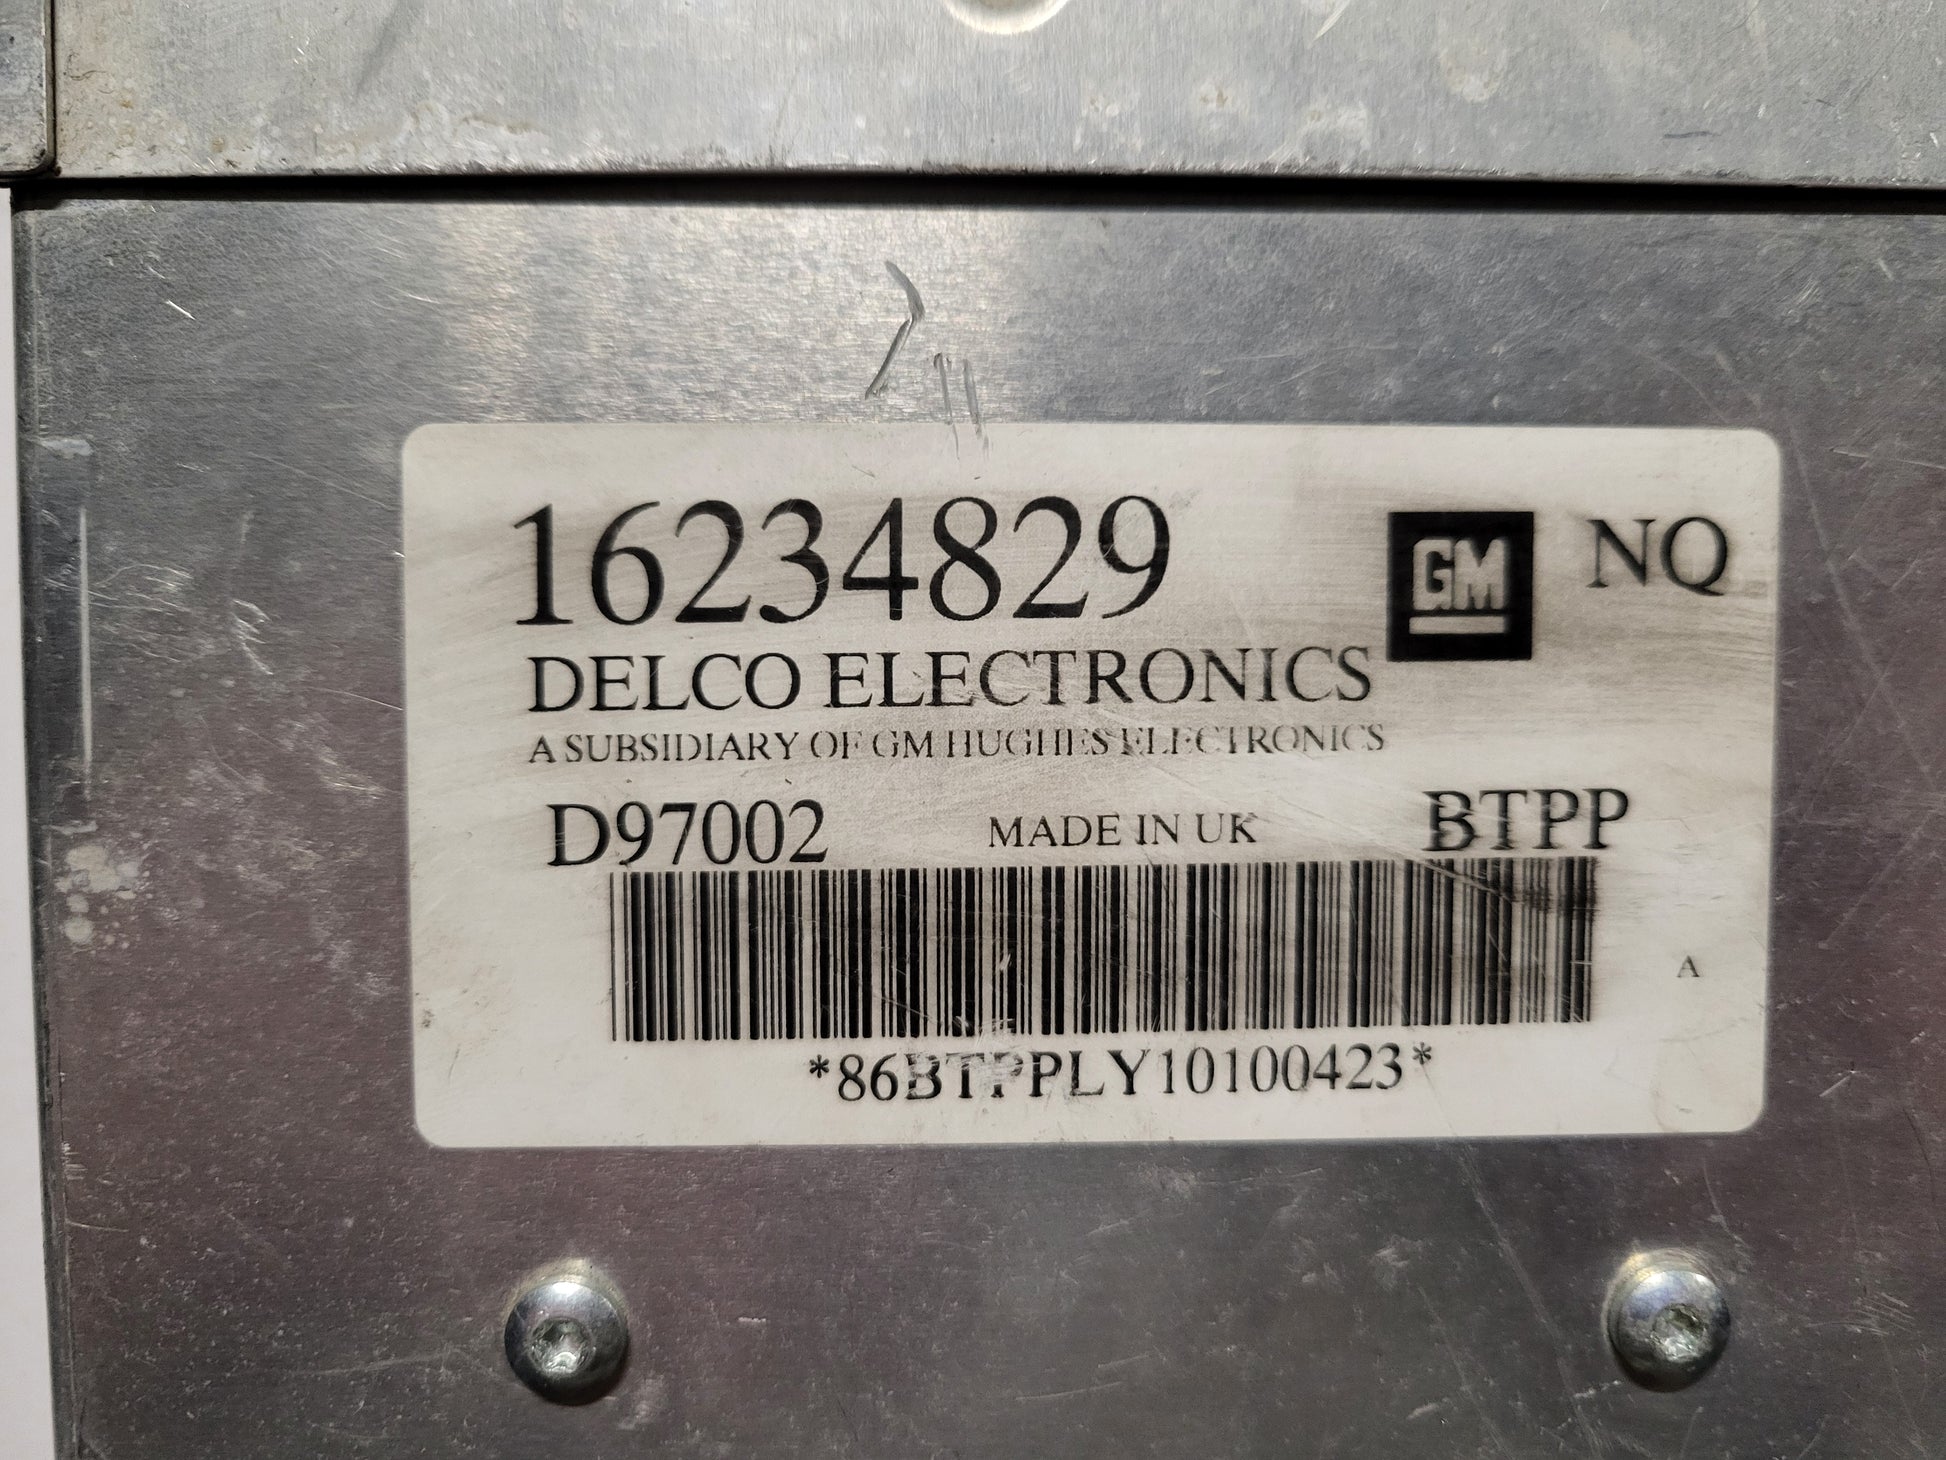 16234829
GM
NQ
DELCO ELECTRONICS
A SUBSIDIARY OF GM HUGHES ELECTRONICS
D97002 MADE IN UK BTPP
A
*86BTPPLY10100423*